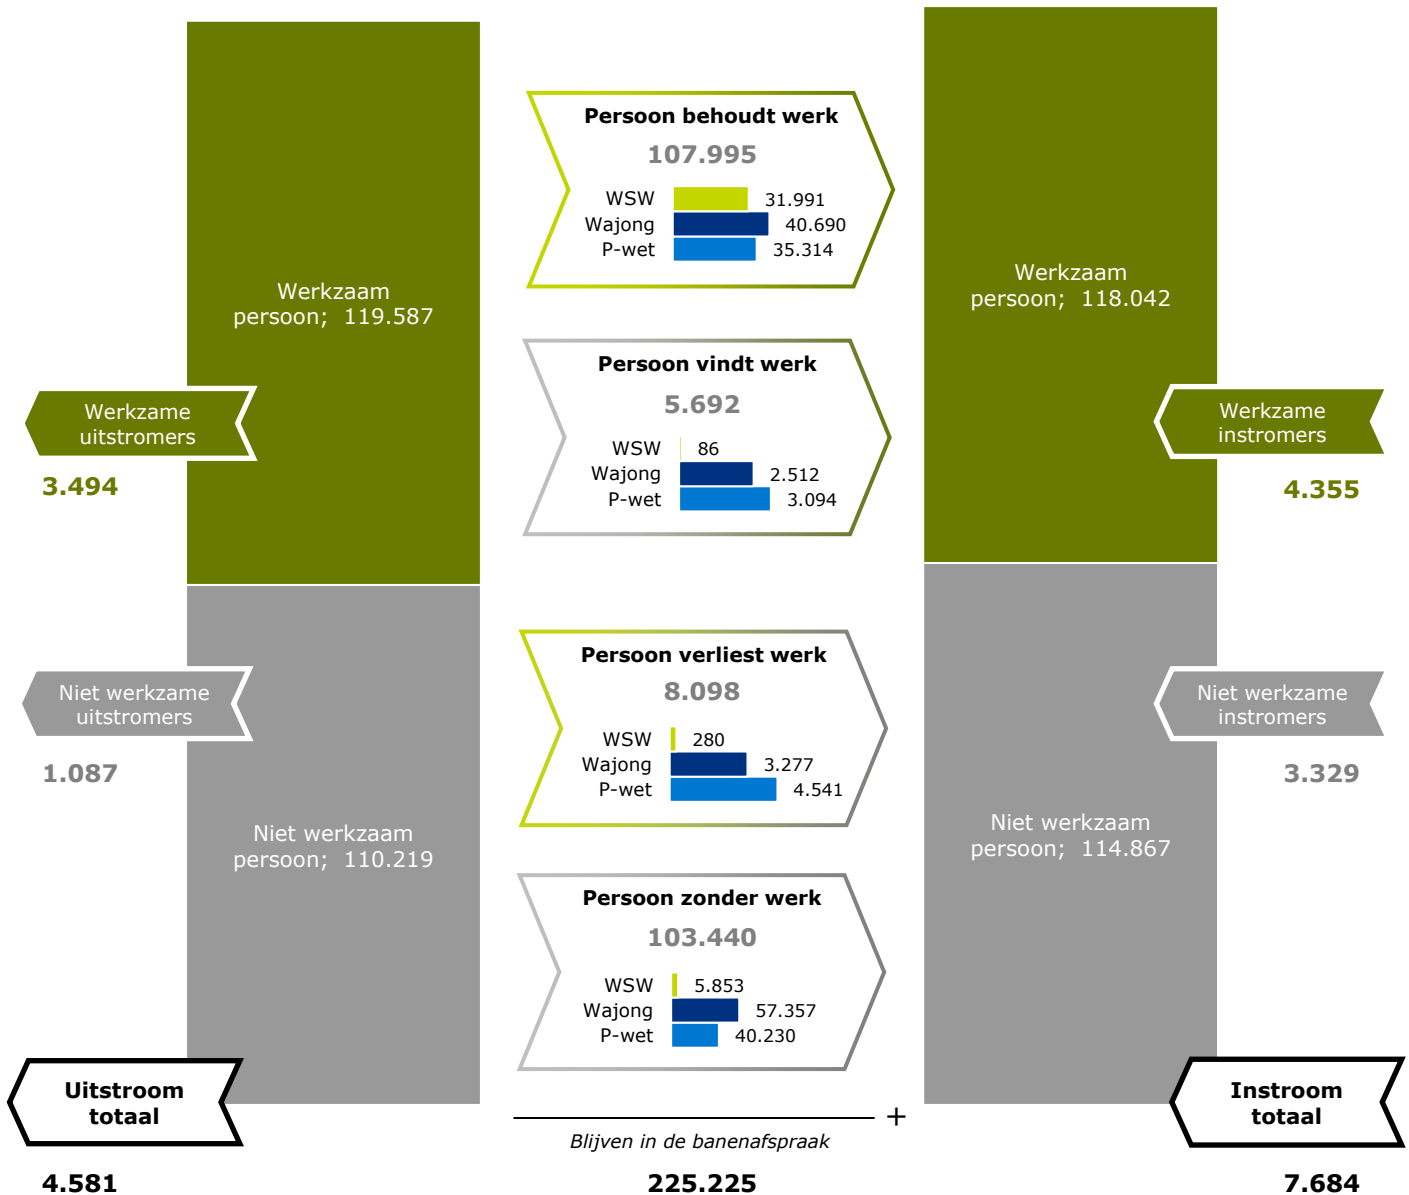 Werkzaam
persoon; 119.587
Werkzame
uitstromers
3.494
Niet werkzame
uitstromers
1.087
Niet werkzaam
persoon; 110.219
Uitstroom
totaal
4.581
Persoon behoudt werk
107.995
WSW 31.991
Wajong 40.690
P-wet 35.314
Persoon vindt werk
5.692
WSW 86
Wajong 2.512
P-wet 3.094
Persoon verliest werk
8.098
WSW 280
Wajong 3.277
P-wet 4.541
Persoon zonder werk
103.440
WSW 5.853
Wajong 57.357
P-wet 40.230
+
Blijven in de banenafspraak
225.225
Werkzaam
persoon; 118.042
Werkzame
instromers
4.355
Niet werkzame
instromers
3.329
Niet werkzaam
persoon; 114.867
Instroom
totaal
7.684